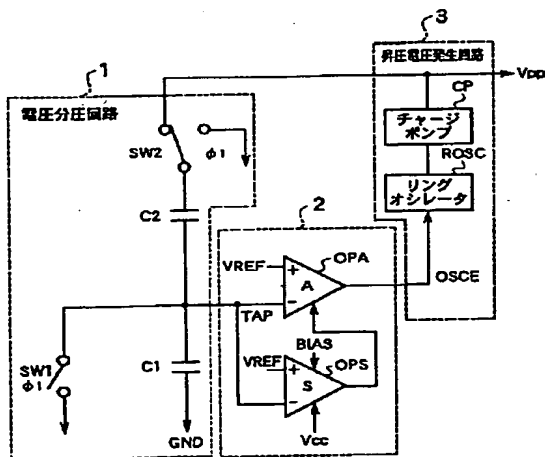 1
電圧分圧回路
SW2
φ1
C2
SW1
φ1
C1
GND
TAP
2
VREF
+
A
-
OPA
BIAS
VREF
+
S
-
OPS
Vcc
OSCE
3
昇圧電圧発生回路
Vpp
CP
チャージ
ポンプ
ROSC
リング
オシレータ